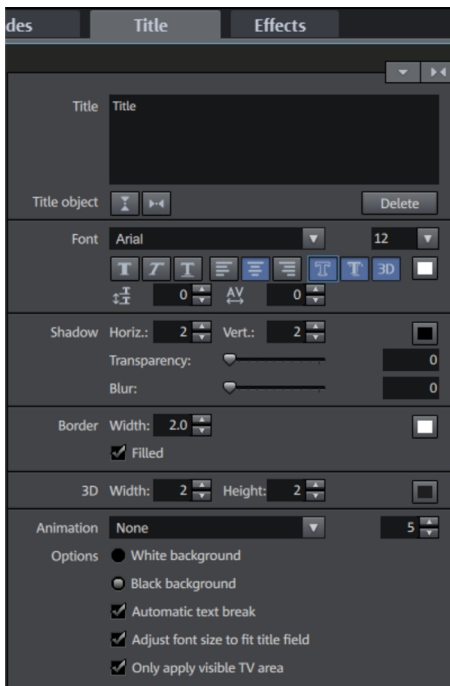 des Title Effects
Title Title
Title object Delete
Font Arial 12
T T T T T 3D
T T 0 AV 0
Shadow Horiz.: 2 Vert.: 2
Transparency: 0
Blur: 0
Border Width: 2.0
Filled
3D Width: 2 Height: 2
Animation None 5
Options White background
Black background
Automatic text break
Adjust font size to fit title field
Only apply visible TV area